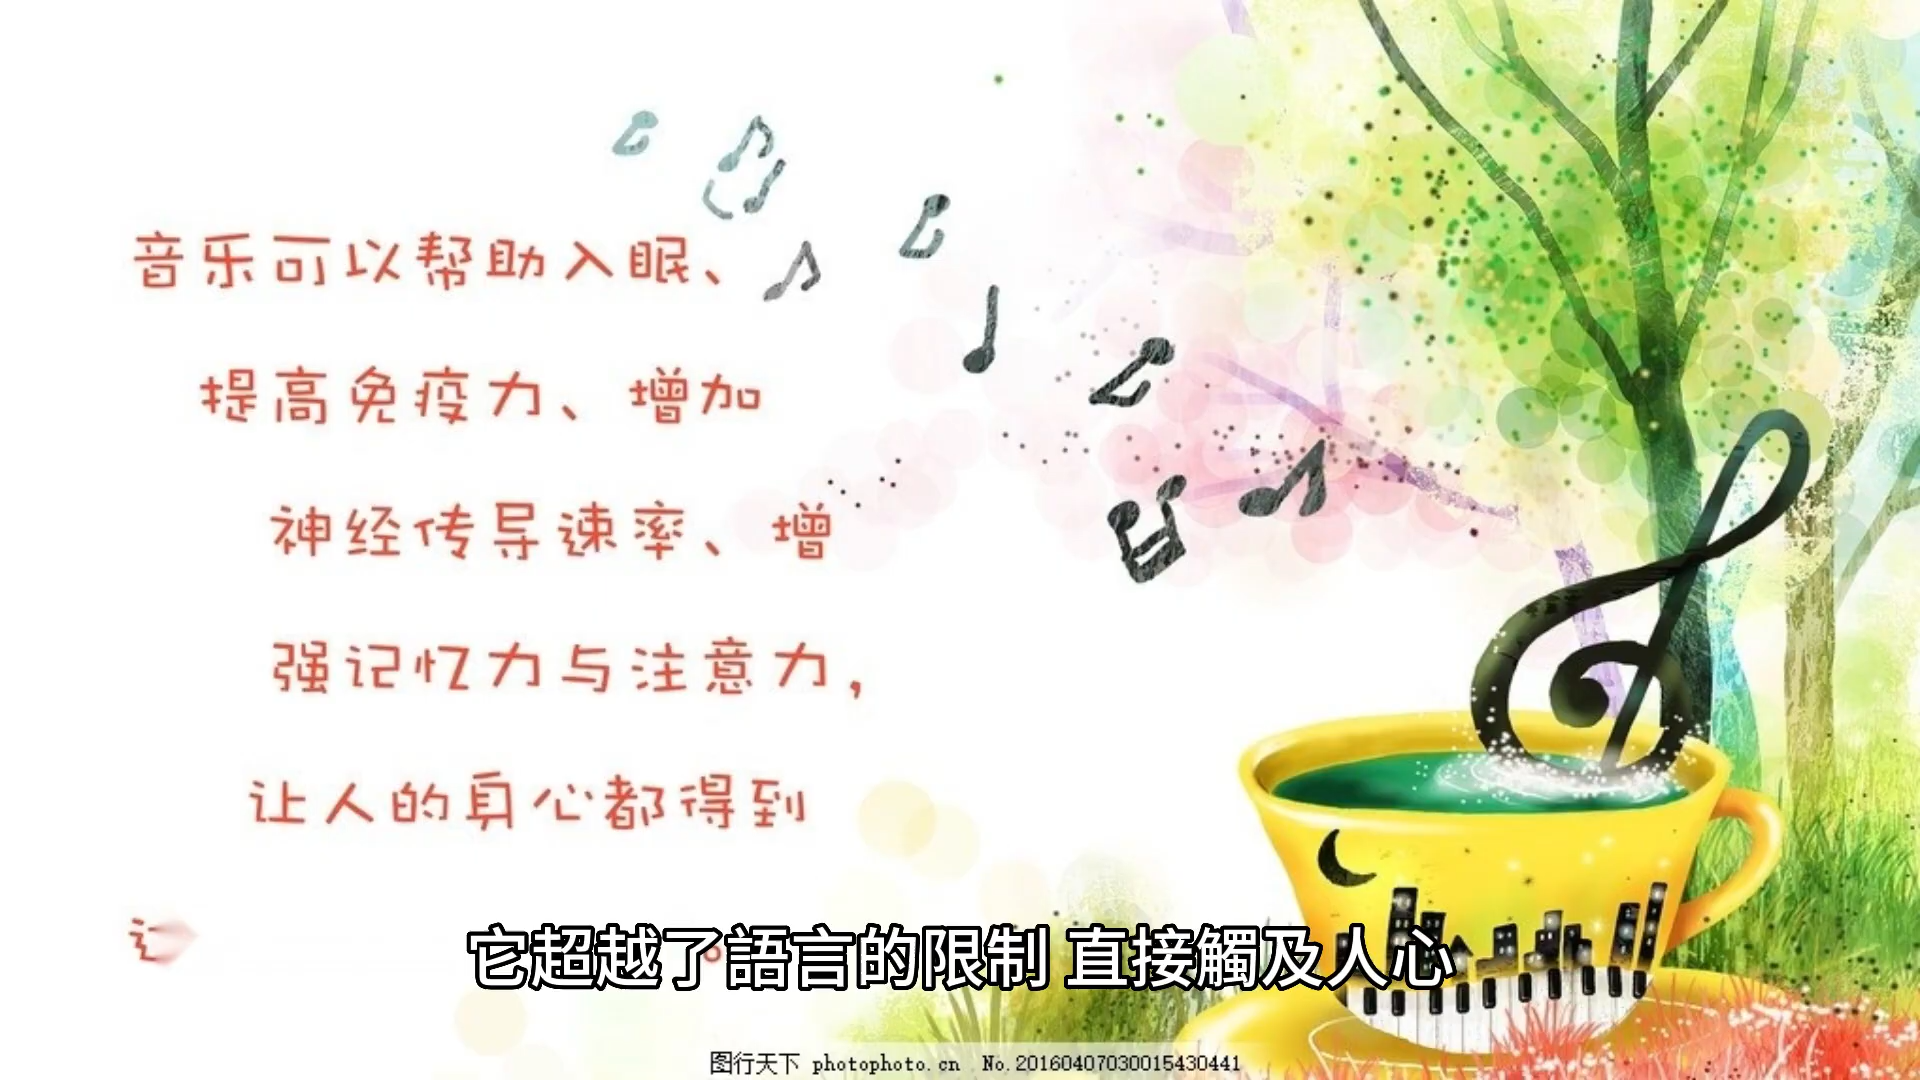 音乐可以帮助入眠、
提高免疫力、增加
神经传导速率、增
强记忆力与注意力，
让人的身心都得到
它超越了語言的限制 直接觸及人心
图行天下 photophoto.cn No.20160407030015430441